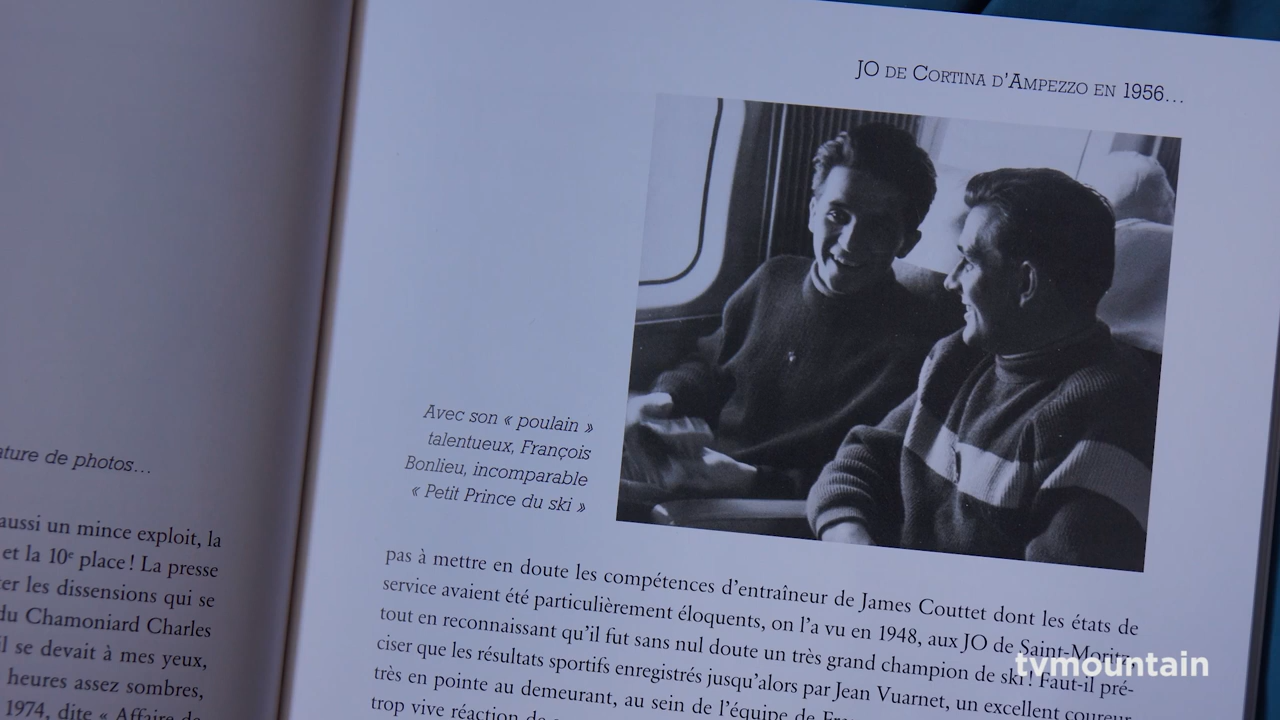 ature de photos…
aussi un mince exploit, la
et la 10e place ! La presse
er les dissensions qui se
du Chamoniard Charles
il se devait à mes yeux,
heures assez sombres,
1974, dite « Affaire de
JO DE CORTINA D'AMPEZZO EN 1956…
Avec son « poulain »
talentueux, François
Bonlieu, incomparable
« Petit Prince du ski »
pas à mettre en doute les compétences d'entraîneur de James Couttet dont les états de
service avaient été particulièrement éloquents, on l'a vu en 1948, aux JO de Saint-Moritz,
tout en reconnaissant qu'il fut sans nul doute un très grand champion de ski ! Faut-il pré-
ciser que les résultats sportifs enregistrés jusqu'alors par Jean Vuarnet, un excellent coureur
très en pointe au demeurant, au sein de l'équipe de
trop vive réaction de
tvmountain